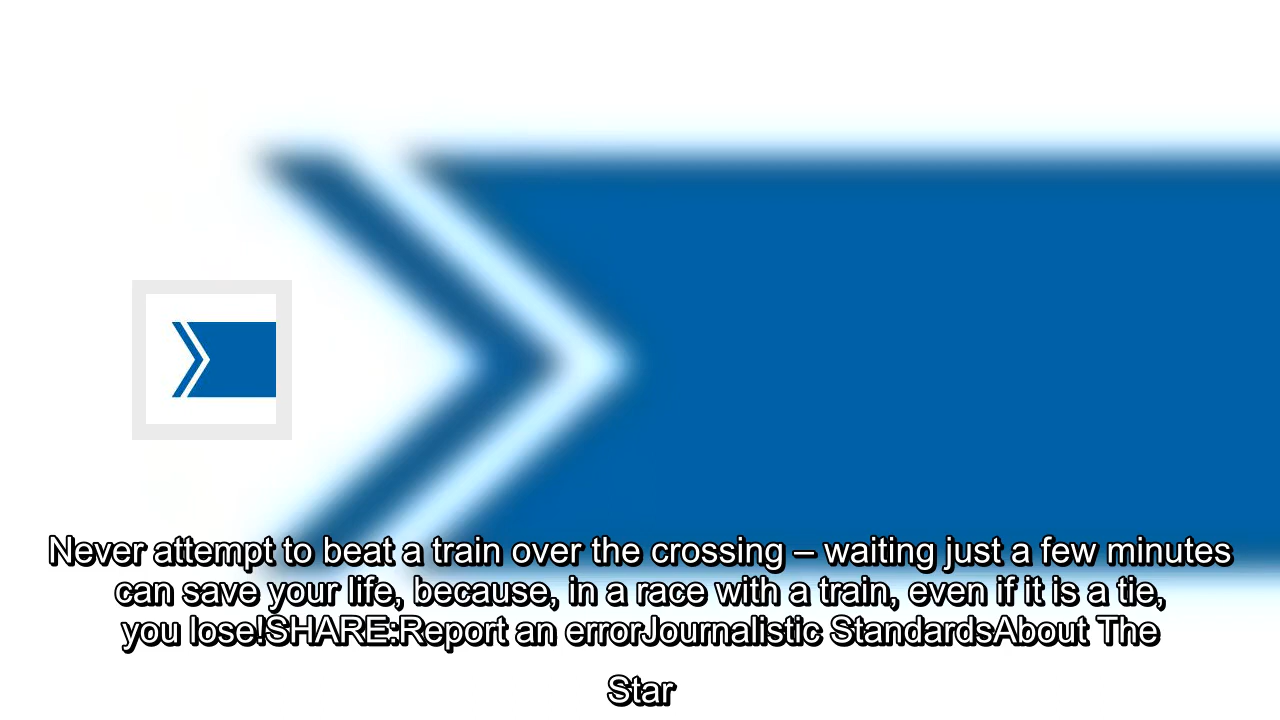 Never attempt to beat a train over the crossing – waiting just a few minutes
can save your life, because, in a race with a train, even if it is a tie,
you lose!SHARE:Report an errorJournalistic StandardsAbout The
Star